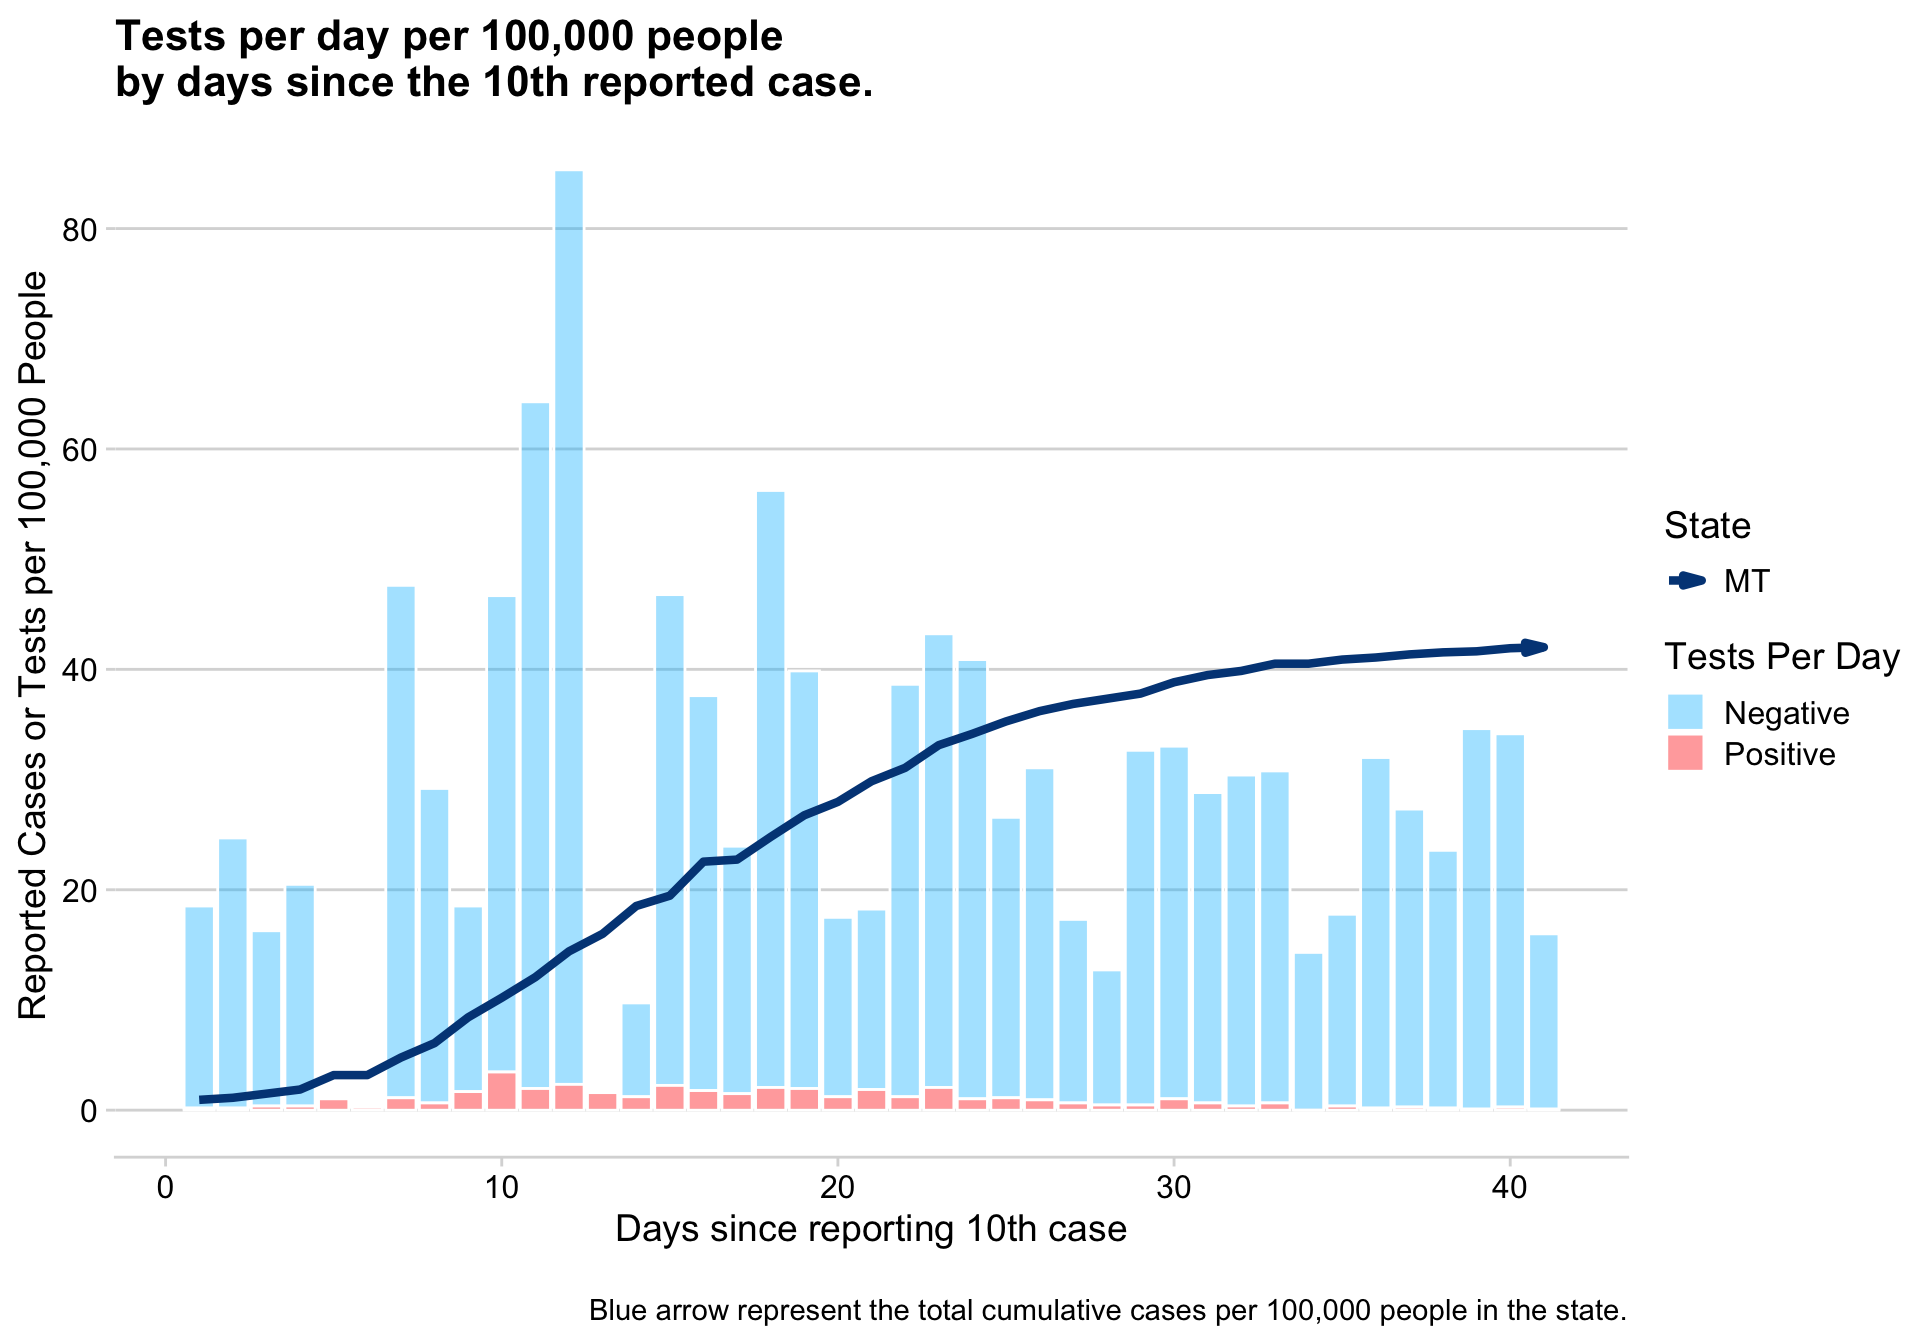 Tests per day per 100,000 people
by days since the 10th reported case.
Reported Cases or Tests per 100,000 People
80
60
40
20
0
0 10 20 30 40
Days since reporting 10th case
State
MT
Tests Per Day
Negative
Positive
Blue arrow represent the total cumulative cases per 100,000 people in the state.